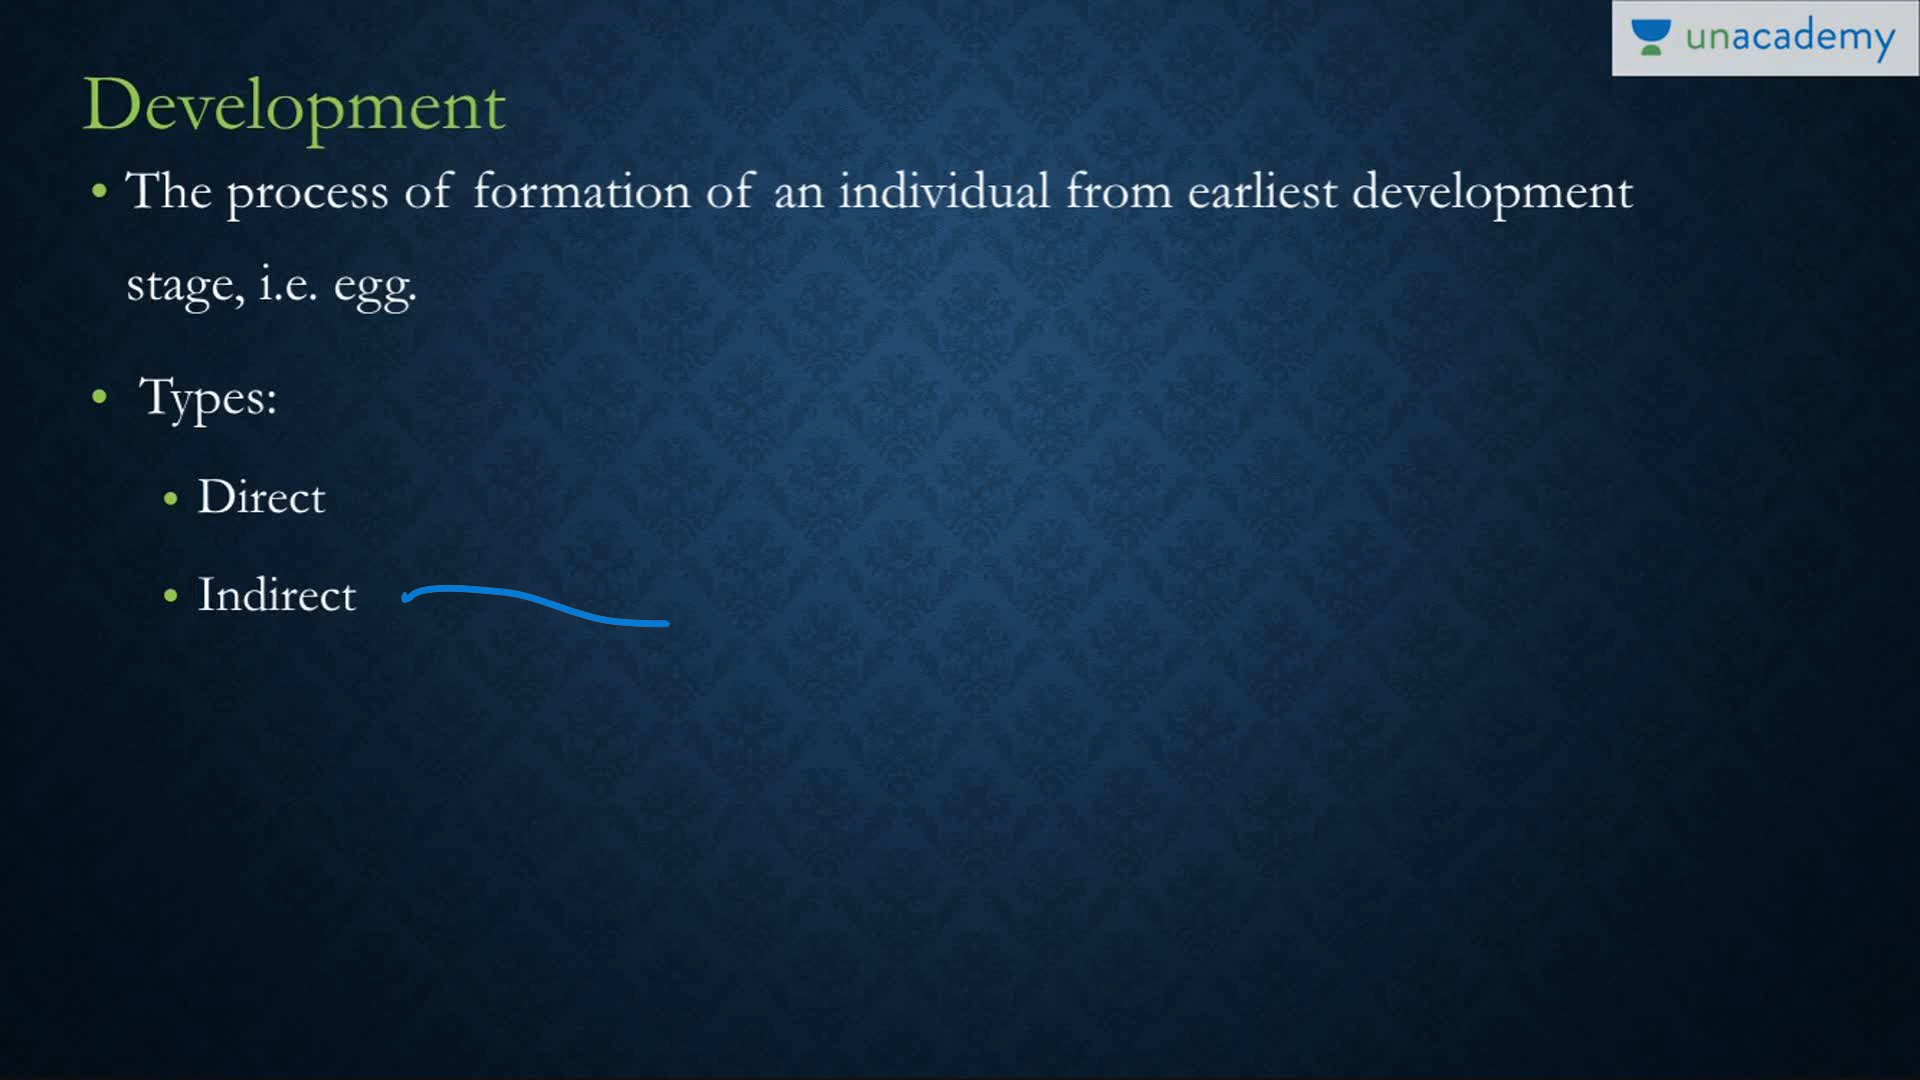 unacademy
Development
• The process of formation of an individual from earliest development
stage, i.e. egg.
• Types:
• Direct
• Indirect